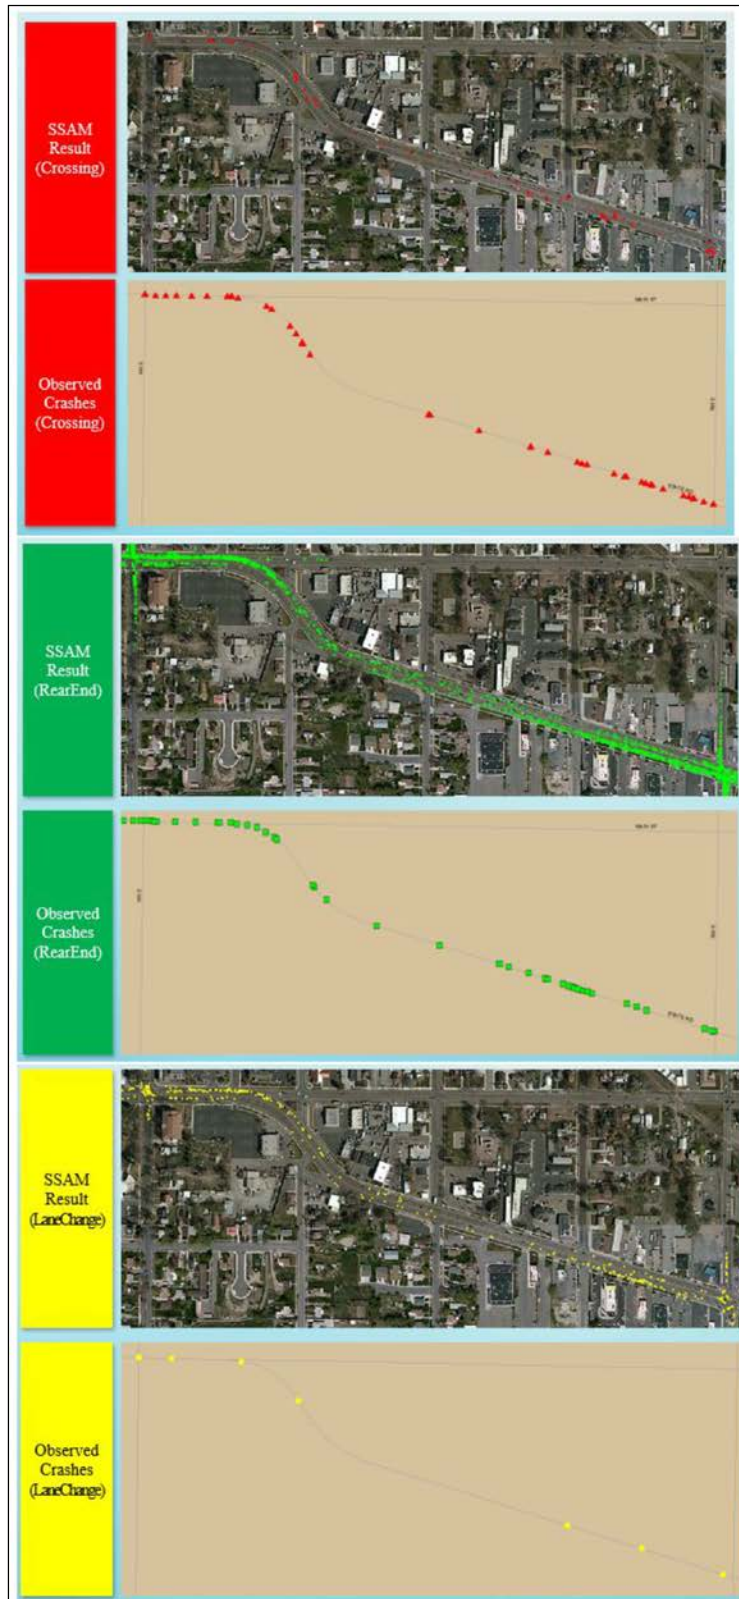 SSAM
Result
(Crossing)
Observed
Crashes
(Crossing)
SSAM
Result
(RearEnd)
Observed
Crashes
(RearEnd)
SSAM
Result
(LaneChange)
Observed
Crashes
(LaneChange)